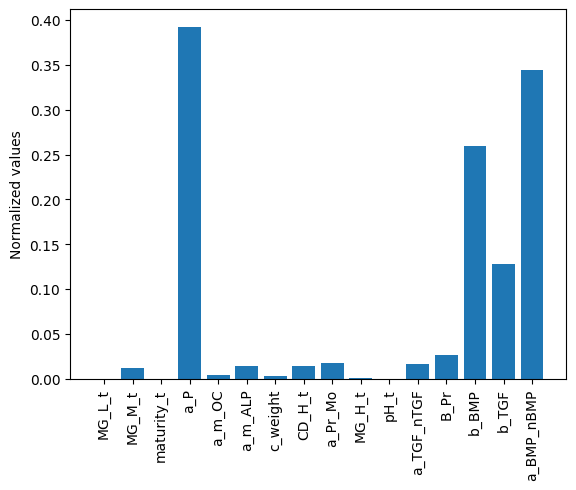 Normalized values
0.40
0.35
0.30
0.25
0.20
0.15
0.10
0.05
0.00
MG_L_t
MG_M_t
maturity_t
a_P
a_m_OC
a_m_ALP
c_weight
CD_H_t
a_Pr_Mo
MG_H_t
pH_t
a_TGF_nTGF
B_Pr
b_BMP
b_TGF
a_BMP_nBMP